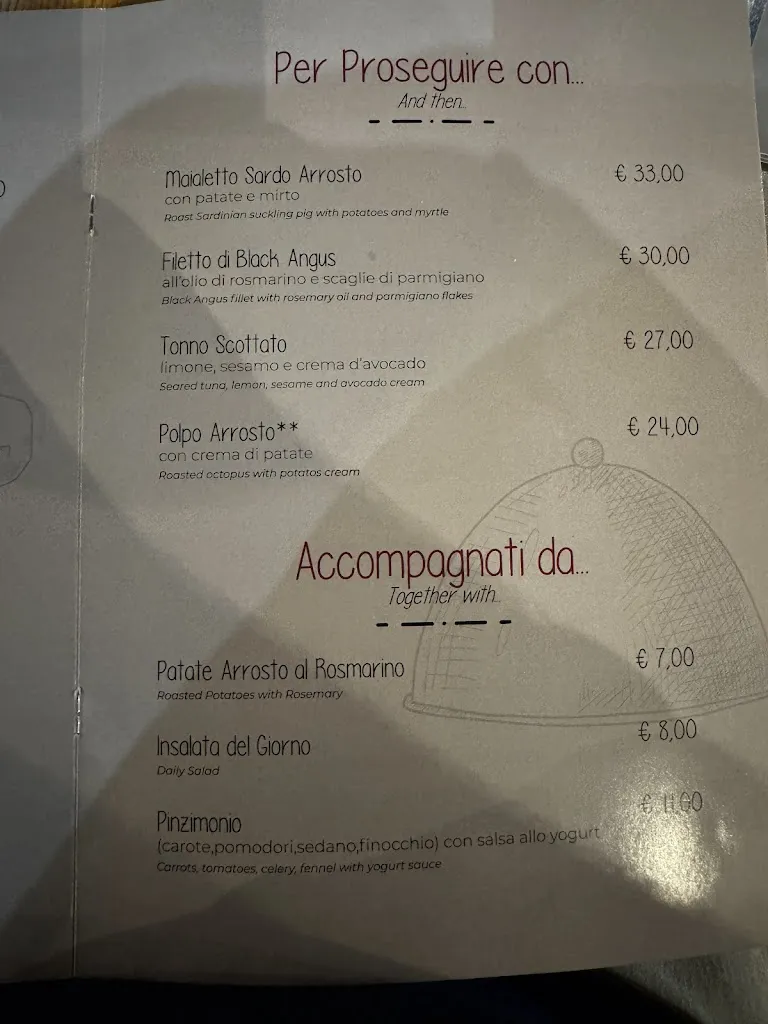 Per Proseguire con...
And then...
Maialetto Sardo Arrosto € 33,00
con patate e mirto
Roast Sardinian suckling pig with potatoes and myrtle
Filetto di Black Angus € 30,00
all'olio di rosmarino e scaglie di parmigiano
Black Angus fillet with rosemary oil and parmigiano flakes
Tonno Scottato € 27,00
limone, sesamo e crema d'avocado
Seared tuna, lemon, sesame and avocado cream
Polpo Arrosto** € 24,00
con crema di patate
Roasted octopus with potatos cream
Accompagnati da...
Together with...
Patate Arrosto al Rosmarino € 7,00
Roasted Potatoes with Rosemary
Insalata del Giorno € 8,00
Daily Salad
Pinzimonio € 11,00
(carote,pomodori,sedano,finocchio) con salsa allo yogurt
Carrots, tomatoes, celery, fennel with yogurt sauce